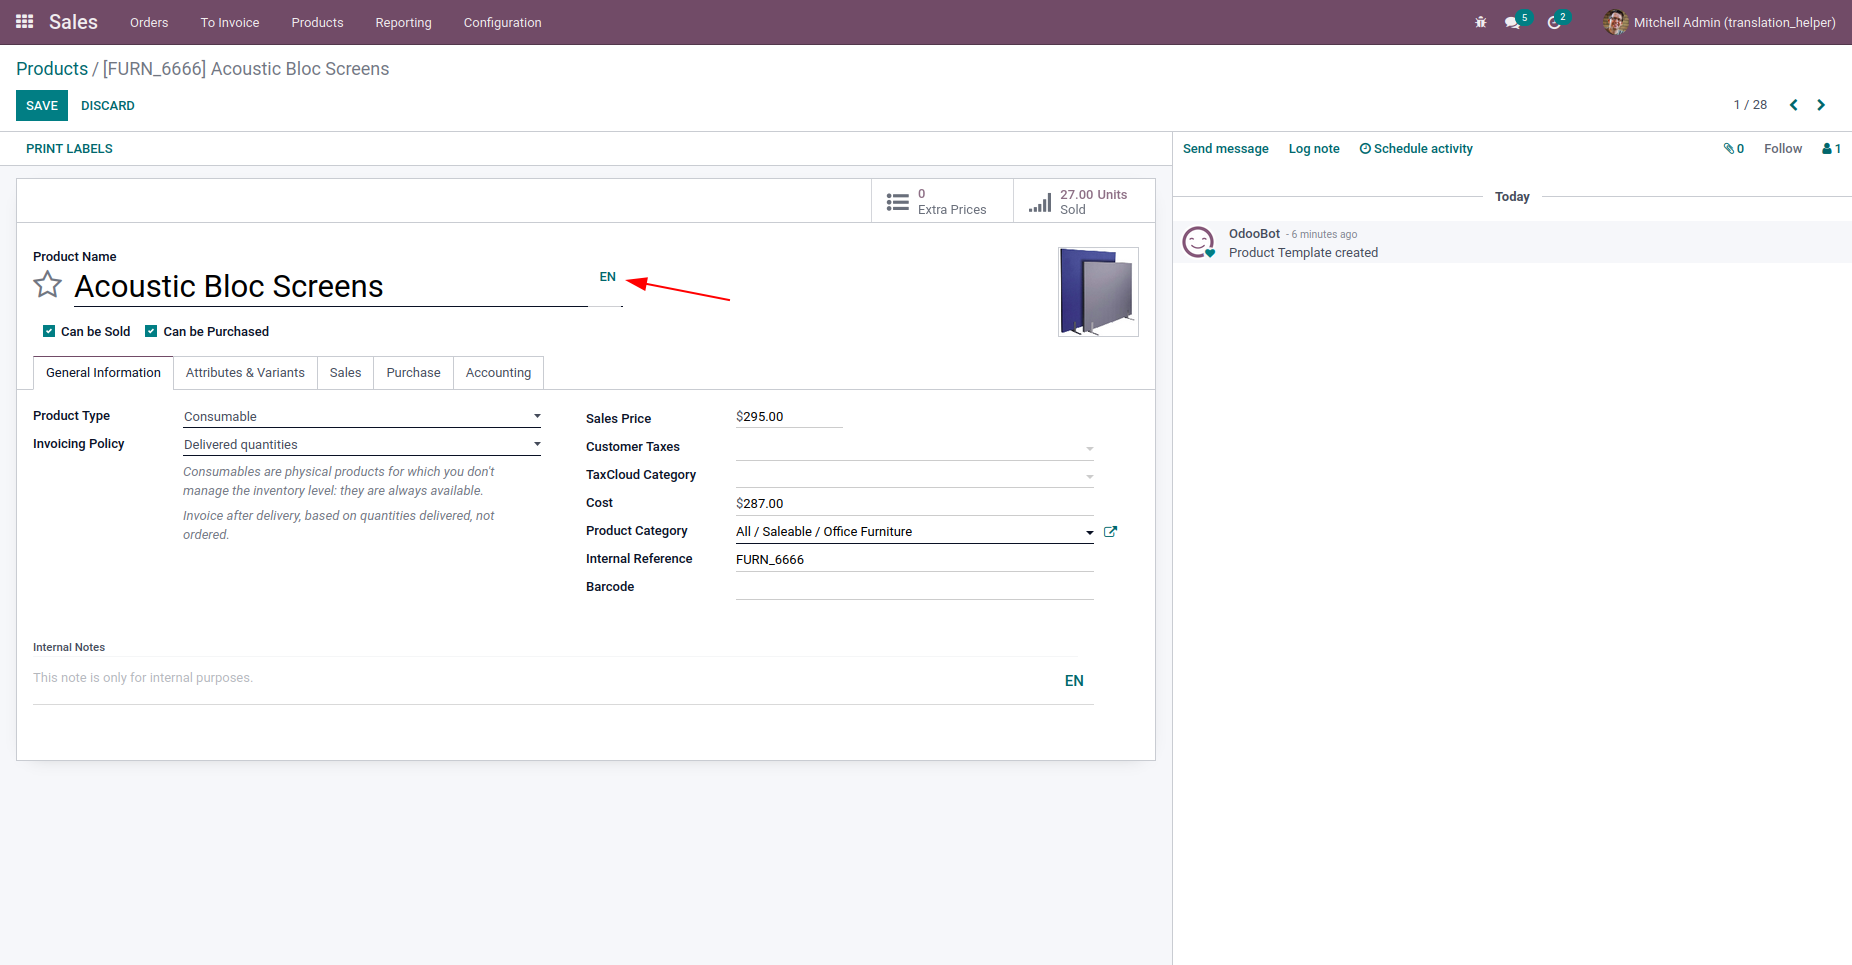 Sales Orders To Invoice Products Reporting Configuration 5 2 Mitchell Admin (translation_helper)
Products / [FURN_6666] Acoustic Bloc Screens
SAVE DISCARD 1 / 28
PRINT LABELS
Send message Log note Schedule activity 0 Follow 1
0
Extra Prices
27.00 Units
Sold
Product Name
Acoustic Bloc Screens EN
Can be Sold Can be Purchased
General Information Attributes & Variants Sales Purchase Accounting
Product Type Consumable
Invoicing Policy Delivered quantities
Consumables are physical products for which you don't
manage the inventory level: they are always available.
Invoice after delivery, based on quantities delivered, not
ordered.
Sales Price $295.00
Customer Taxes
TaxCloud Category
Cost $287.00
Product Category All / Saleable / Office Furniture
Internal Reference FURN_6666
Barcode
Internal Notes
This note is only for internal purposes. EN
Today
OdooBot - 6 minutes ago
Product Template created